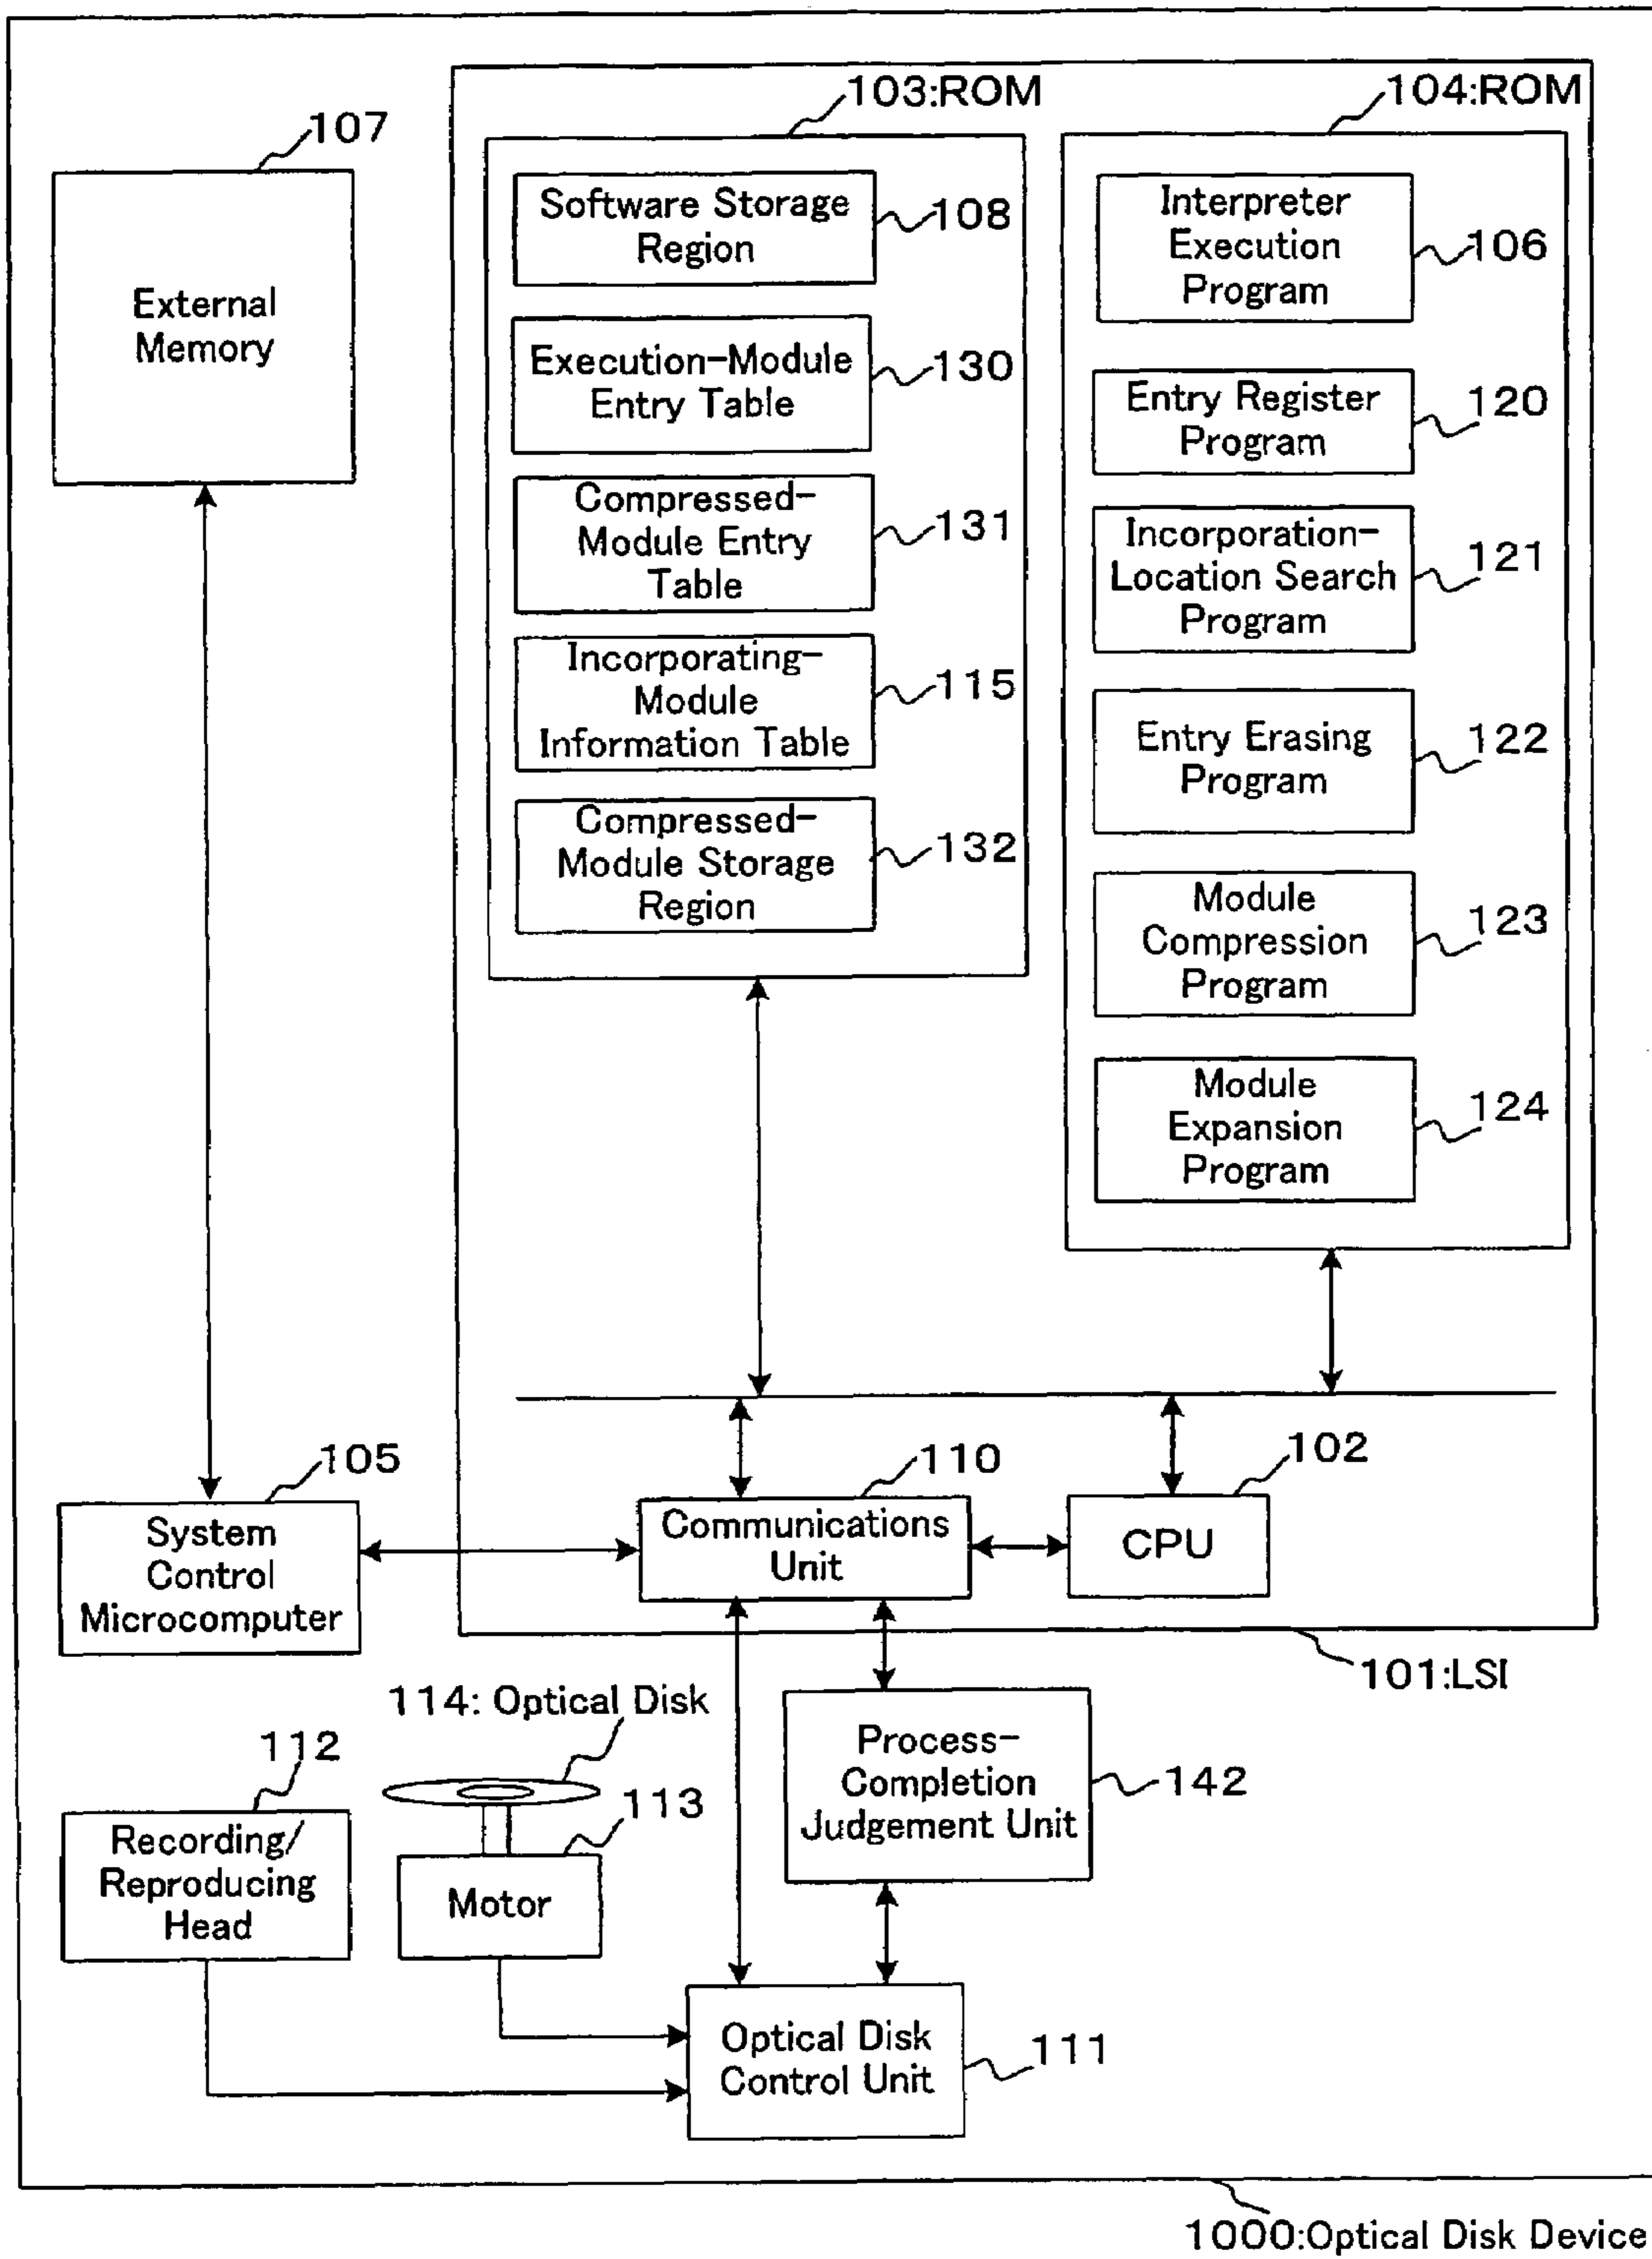 103:ROM
104:ROM
107
External
Memory
Software Storage
Region
108
Execution-Module
Entry Table
130
Compressed-
Module Entry
Table
131
Incorporating-
Module
Information Table
115
Compressed-
Module Storage
Region
132
Interpreter
Execution
Program
106
Entry Register
Program
120
Incorporation-
Location Search
Program
121
Entry Erasing
Program
122
Module
Compression
Program
123
Module
Expansion
Program
124
105
System
Control
Microcomputer
110
Communications
Unit
102
CPU
101:LSI
114: Optical Disk
112
Recording/
Reproducing
Head
113
Motor
Process-
Completion
Judgement Unit
142
Optical Disk
Control Unit
111
1000:Optical Disk Device